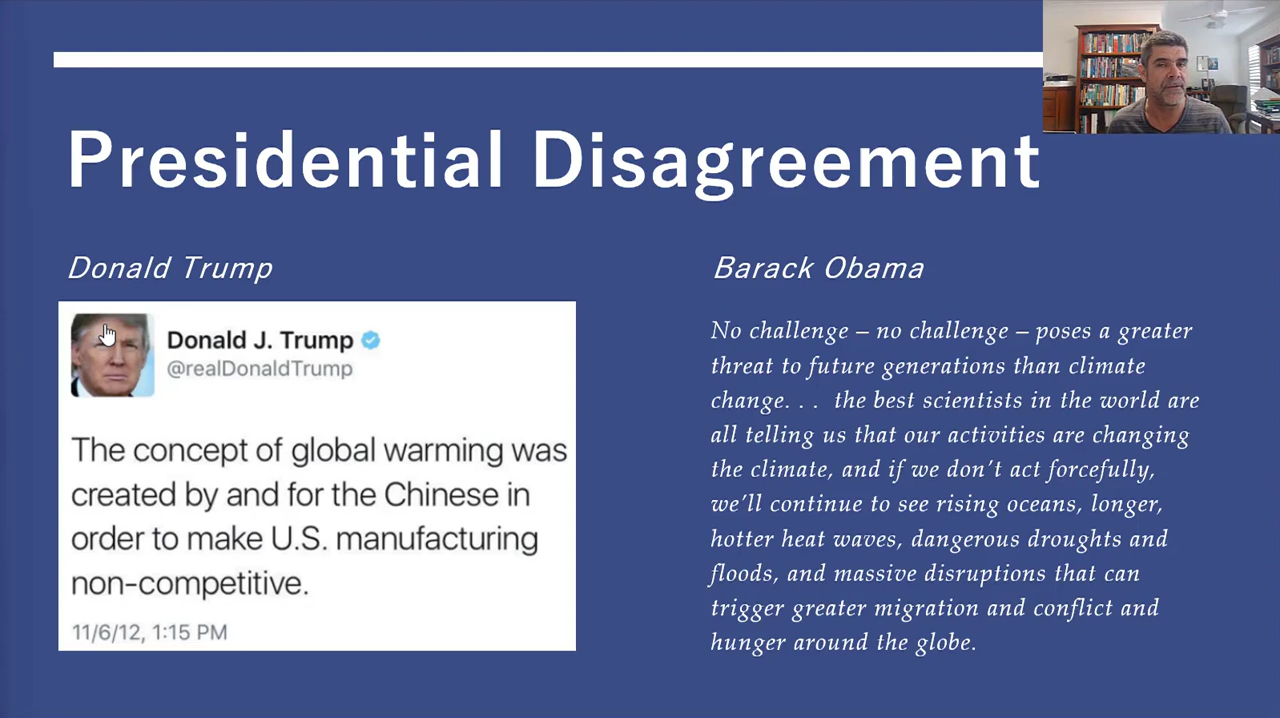 Presidential Disagreement
Donald Trump
Donald J. Trump
@realDonaldTrump
The concept of global warming was
created by and for the Chinese in
order to make U.S. manufacturing
non-competitive.
11/6/12, 1:15 PM
Barack Obama
No challenge – no challenge – poses a greater
threat to future generations than climate
change. . .  the best scientists in the world are
all telling us that our activities are changing
the climate, and if we don’t act forcefully,
we’ll continue to see rising oceans, longer,
hotter heat waves, dangerous droughts and
floods, and massive disruptions that can
trigger greater migration and conflict and
hunger around the globe.